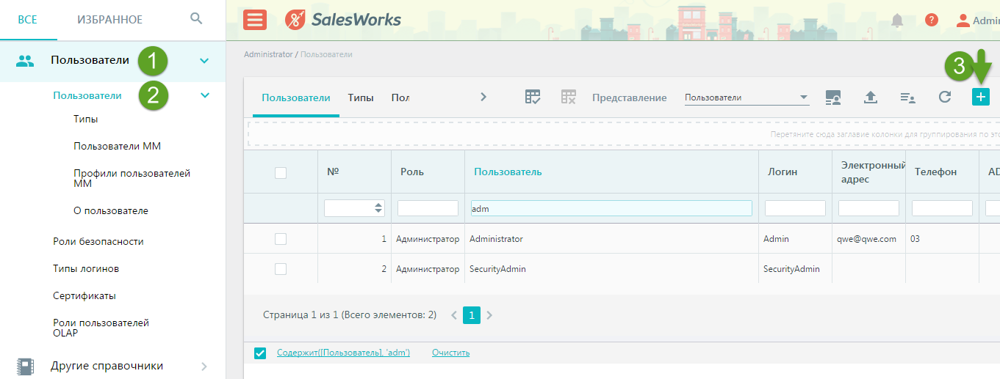 ВСЕ ИЗБРАННОЕ
SalesWorks
Пользователи 1
Пользователи 2
Типы
Пользователи ММ
Профили пользователей
ММ
О пользователе
Роли безопасности
Типы логинов
Сертификаты
Роли пользователей
OLAP
Другие справочники
Administrator / Пользователи
3
Пользователи Типы Пол Представление Пользователи
Перетяните сюда заглавие колонки для группирования по
№ Роль Пользователь Логин Электронный
адрес Телефон AD
adm
1 Администратор Administrator Admin qwe@qwe.com 03
2 Администратор SecurityAdmin SecurityAdmin
Страница 1 из 1 (Всего элементов: 2) 1
Содержит([Пользователь], 'adm') Очистить